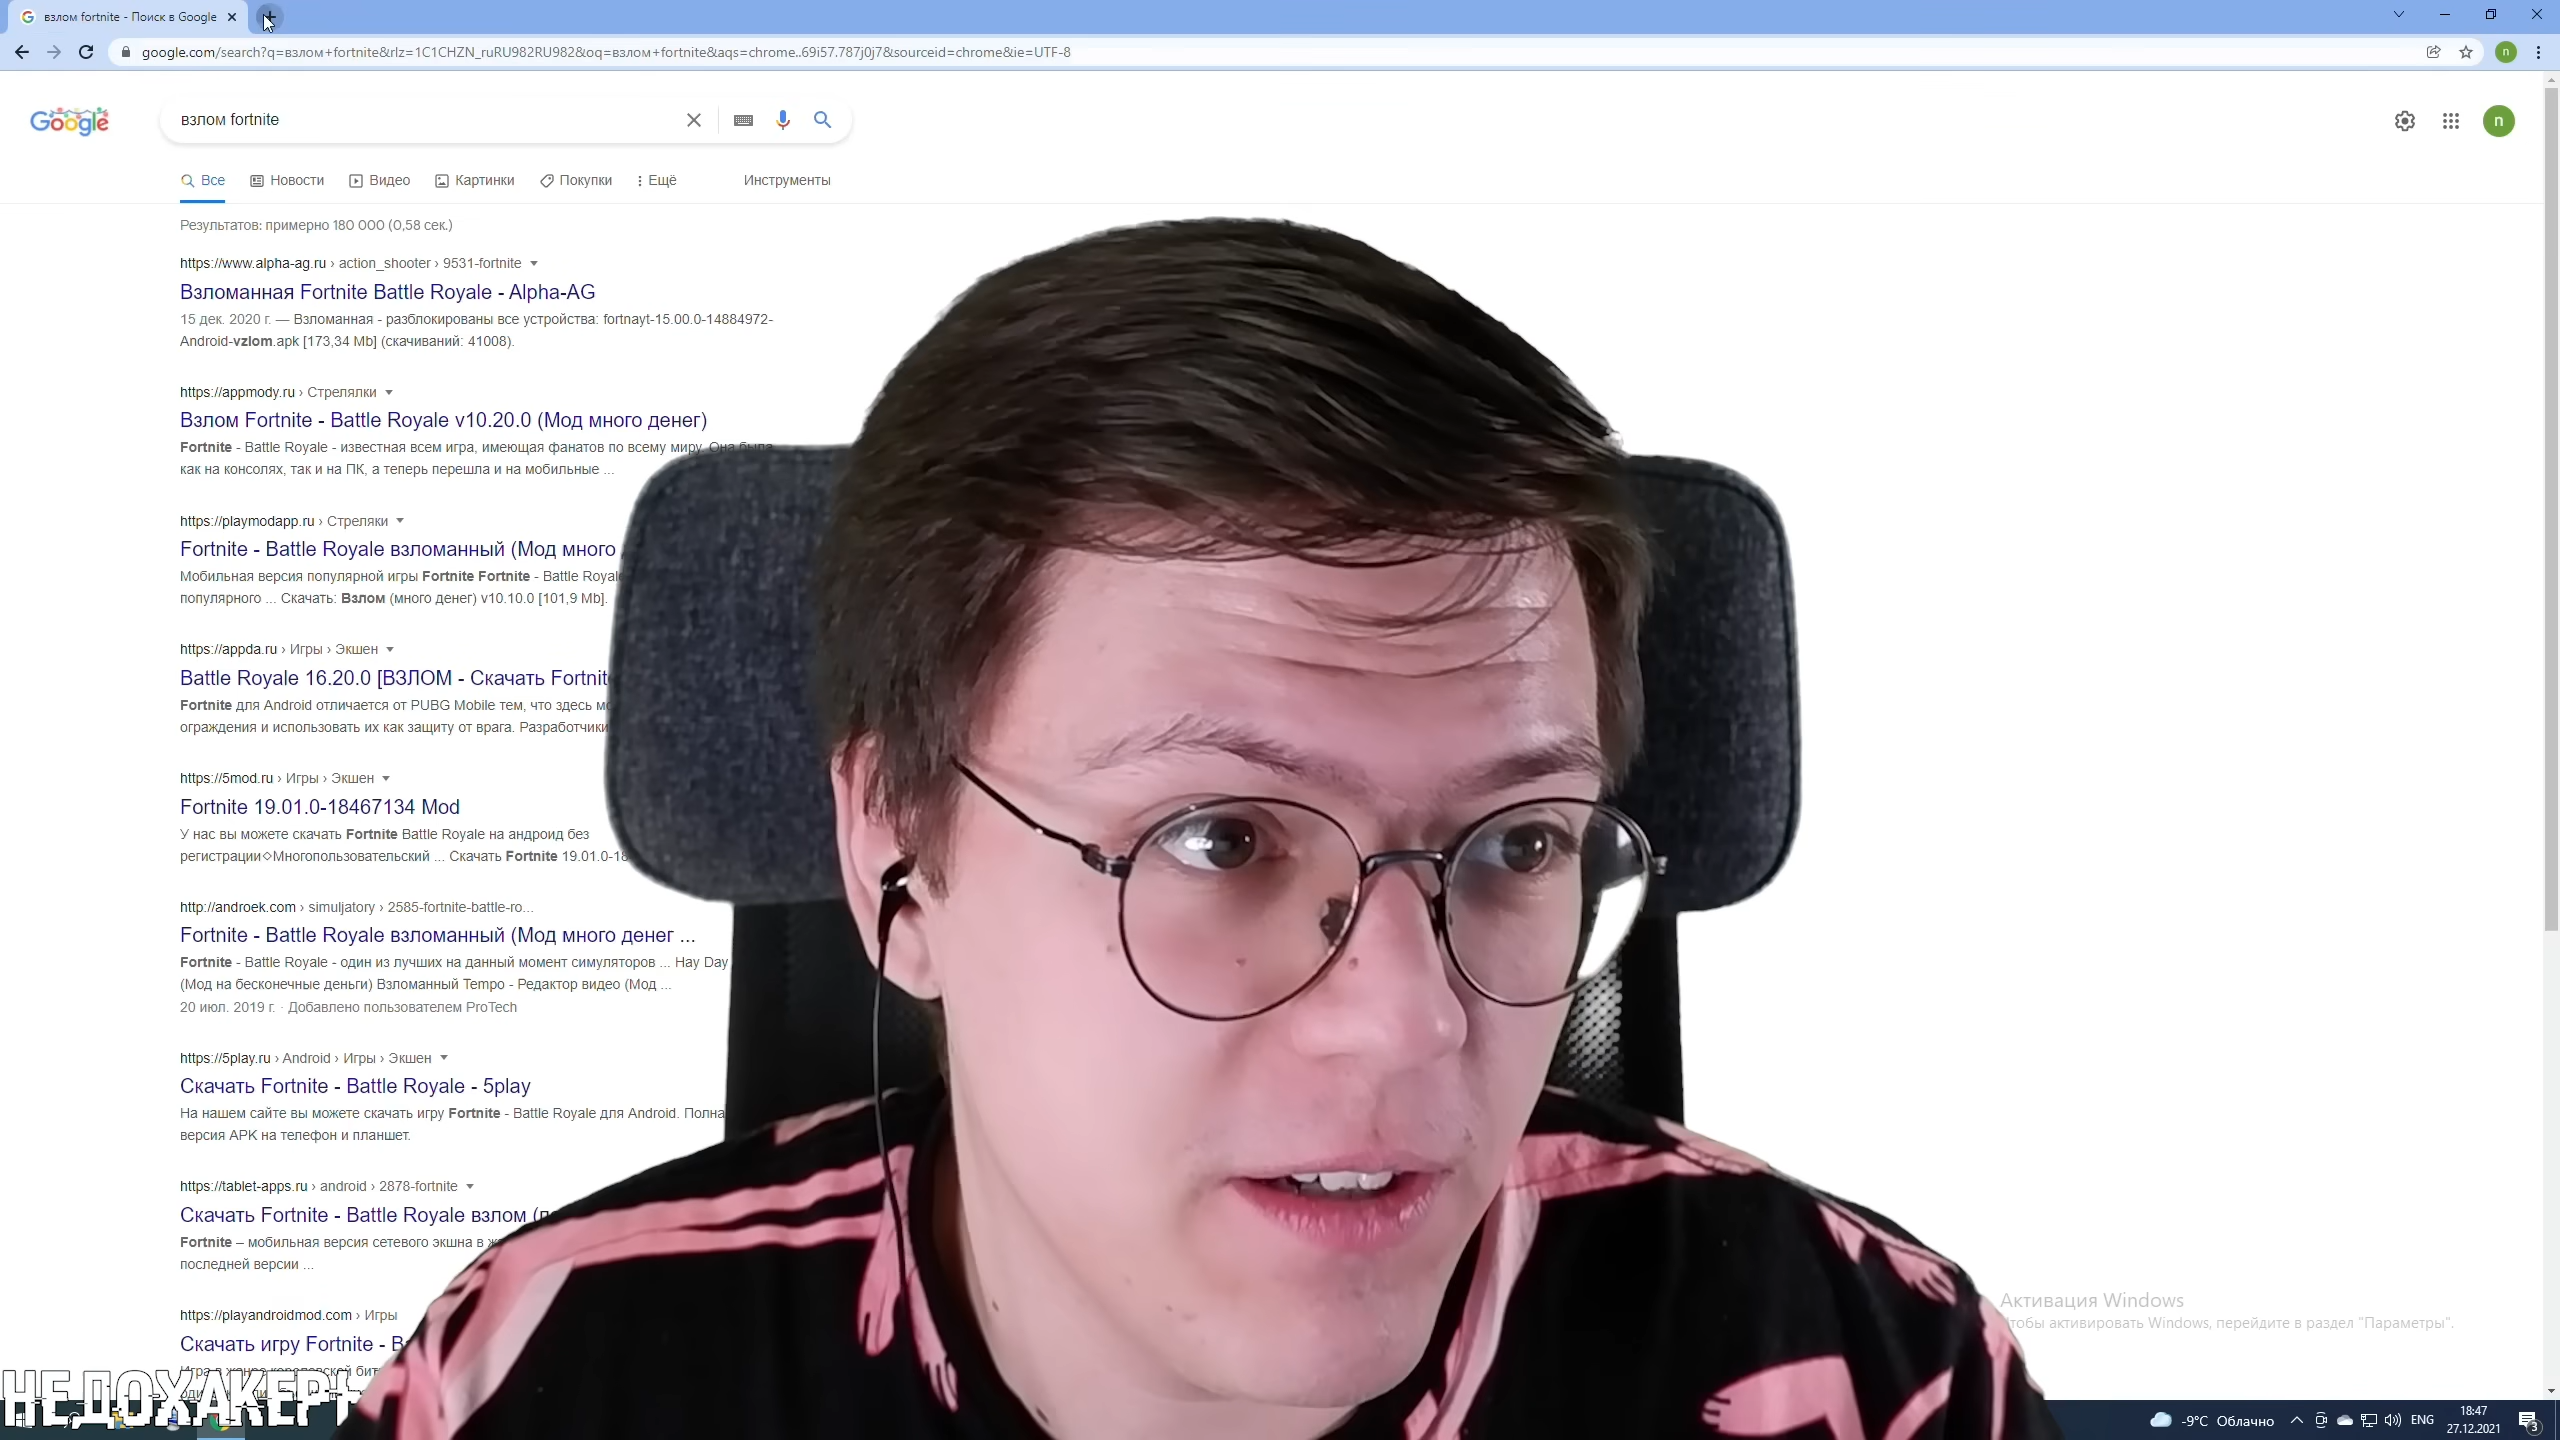 взлом fortnite - Поиск в Google
google.com/search?q=взлом+fortnite&rlz=1C1CHZN_ruRU982RU982&oq=взлом+fortnite&aqs=chrome..69i57.787j0j7&sourceid=chrome&ie=UTF-8
n
Google
взлом fortnite
n
Все
Новости
Видео
Картинки
Покупки
Ещё
Инструменты
Результатов: примерно 180 000 (0,58 сек.)
https://www.alpha-ag.ru › action_shooter › 9531-fortnite
Взломанная Fortnite Battle Royale - Alpha-AG
15 дек. 2020 г. — Взломанная - разблокированы все устройства: fortnayt-15.00.0-14884972-
Android-vzlom.apk [173,34 Mb] (cкачиваний: 41008).
https://appmody.ru › Стрелялки
Взлом Fortnite - Battle Royale v10.20.0 (Мод много денег)
Fortnite - Battle Royale - известная всем игра, имеющая фанатов по всему миру. Она была
как на консолях, так и на ПК, а теперь перешла и на мобильные ...
https://playmodapp.ru › Стреляки
Fortnite - Battle Royale взломанный (Мод много
Мобильная версия популярной игры Fortnite Fortnite - Battle Royale
популярного ... Скачать: Взлом (много денег) v10.10.0 [101,9 Mb].
https://appda.ru › Игры › Экшен
Battle Royale 16.20.0 [ВЗЛОМ - Скачать Fortnite
Fortnite для Android отличается от PUBG Mobile тем, что здесь
ограждения и использовать их как защиту от врага. Разработчики
https://5mod.ru › Игры › Экшен
Fortnite 19.01.0-18467134 Mod
У нас вы можете скачать Fortnite Battle Royale на андроид без
регистрации◇Многопользовательский ... Скачать Fortnite 19.01.0-18
http://androek.com › simuljatory › 2585-fortnite-battle-ro...
Fortnite - Battle Royale взломанный (Мод много денег ...
Fortnite - Battle Royale - один из лучших на данный момент симуляторов ... Hay Day
(Мод на бесконечные деньги) Взломанный Tempo - Редактор видео (Мод ...
20 июл. 2019 г. · Добавлено пользователем ProTech
https://5play.ru › Android › Игры › Экшен
Скачать Fortnite - Battle Royale - 5play
На нашем сайте вы можете скачать игру Fortnite - Battle Royale для Android. Полна
версия APK на телефон и планшет.
https://tablet-apps.ru › android › 2878-fortnite
Скачать Fortnite - Battle Royale взлом
Fortnite – мобильная версия сетевого экшна в
последней версии ...
https://playandroidmod.com › Игры
Скачать игру Fortnite -
Игра в жанре королевской
Активация Windows
Чтобы активировать Windows, перейдите в раздел "Параметры".
НЕДОХАКЕРЫ
-9°C Облачно
ENG
18:47
27.12.2021
3